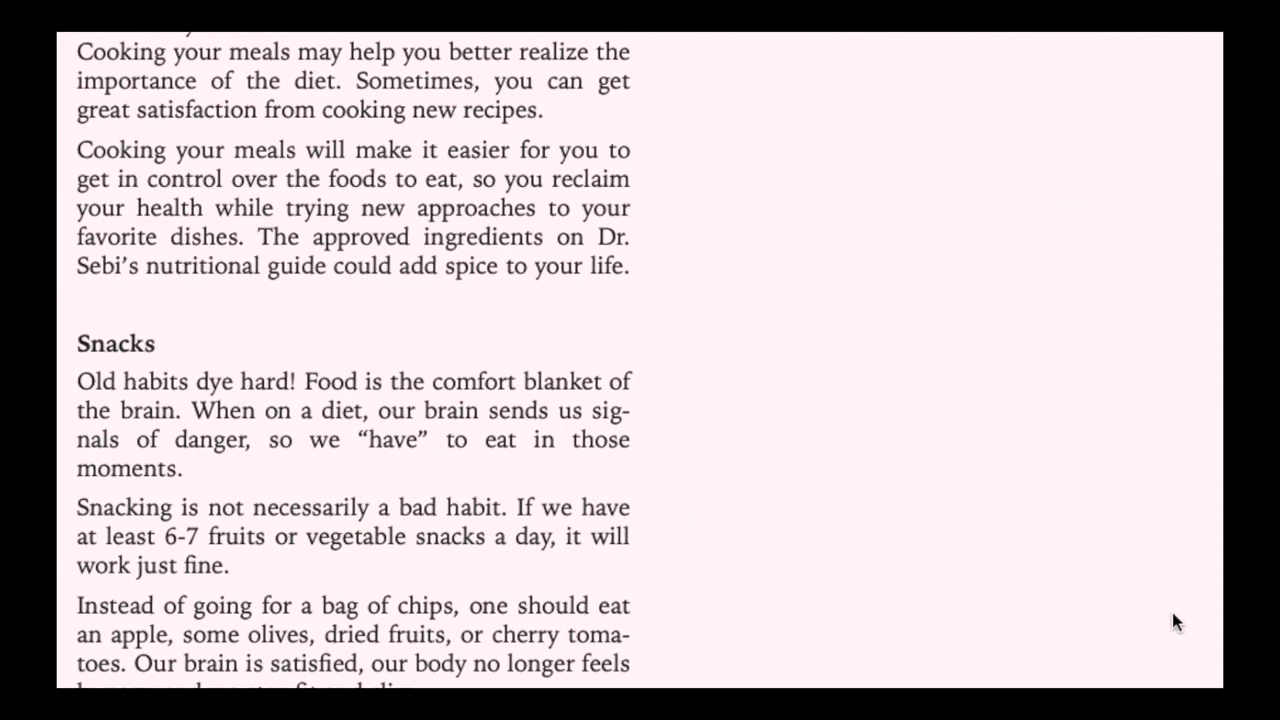 Cooking your meals may help you better realize the
importance of the diet. Sometimes, you can get
great satisfaction from cooking new recipes.
Cooking your meals will make it easier for you to
get in control over the foods to eat, so you reclaim
your health while trying new approaches to your
favorite dishes. The approved ingredients on Dr.
Sebi’s nutritional guide could add spice to your life.
Snacks
Old habits dye hard! Food is the comfort blanket of
the brain. When on a diet, our brain sends us sig-
nals of danger, so we “have” to eat in those
moments.
Snacking is not necessarily a bad habit. If we have
at least 6-7 fruits or vegetable snacks a day, it will
work just fine.
Instead of going for a bag of chips, one should eat
an apple, some olives, dried fruits, or cherry toma-
toes. Our brain is satisfied, our body no longer feels